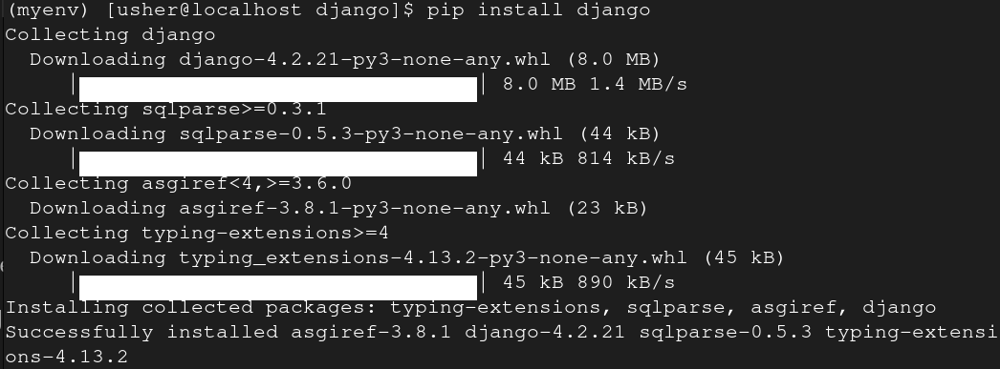 (myenv) [usher@localhost django]$ pip install django
Collecting django
  Downloading django-4.2.21-py3-none-any.whl (8.0 MB)
     |████████████████████████████████| 8.0 MB 1.4 MB/s
Collecting sqlparse>=0.3.1
  Downloading sqlparse-0.5.3-py3-none-any.whl (44 kB)
     |████████████████████████████████| 44 kB 814 kB/s
Collecting asgiref<4,>=3.6.0
  Downloading asgiref-3.8.1-py3-none-any.whl (23 kB)
Collecting typing-extensions>=4
  Downloading typing_extensions-4.13.2-py3-none-any.whl (45 kB)
     |████████████████████████████████| 45 kB 890 kB/s
Installing collected packages: typing-extensions, sqlparse, asgiref, django
Successfully installed asgiref-3.8.1 django-4.2.21 sqlparse-0.5.3 typing-extensi
ons-4.13.2